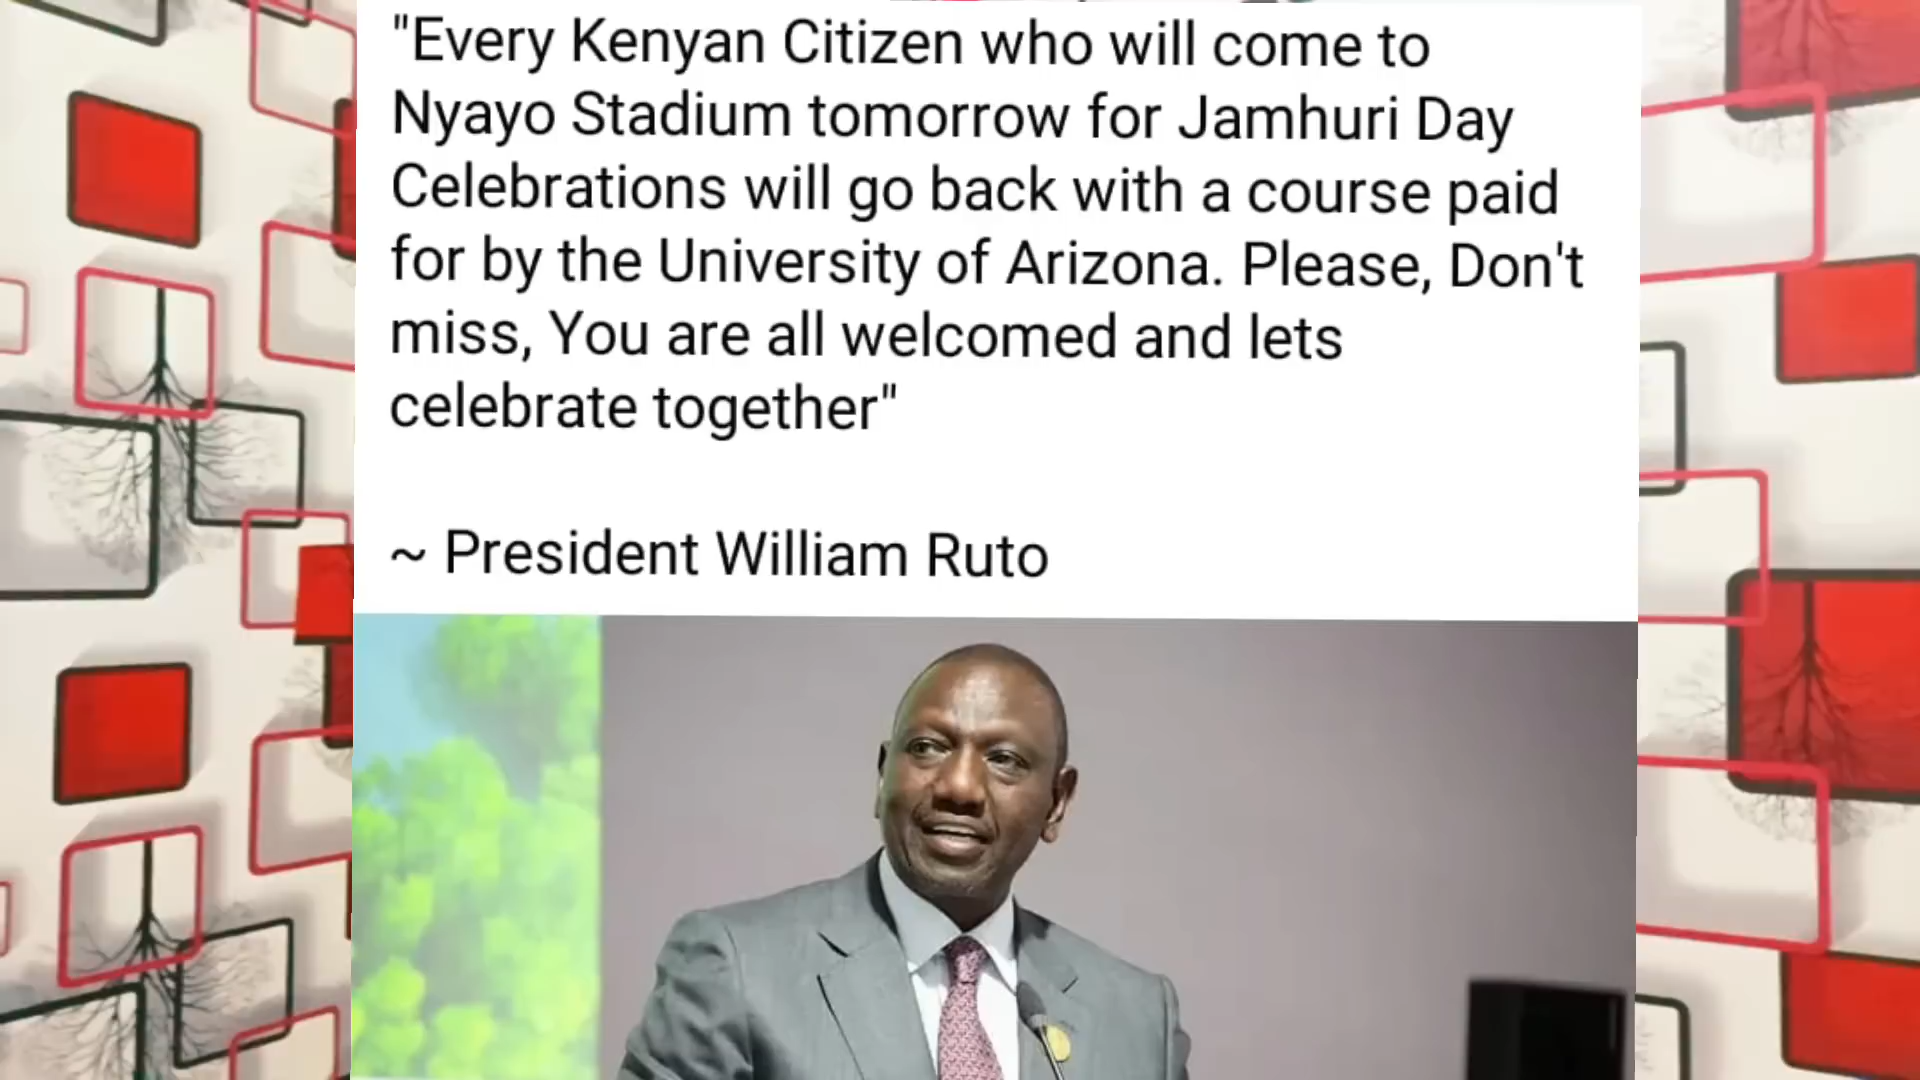 "Every Kenyan Citizen who will come to
Nyayo Stadium tomorrow for Jamhuri Day
Celebrations will go back with a course paid
for by the University of Arizona. Please, Don't
miss, You are all welcomed and lets
celebrate together"
~ President William Ruto